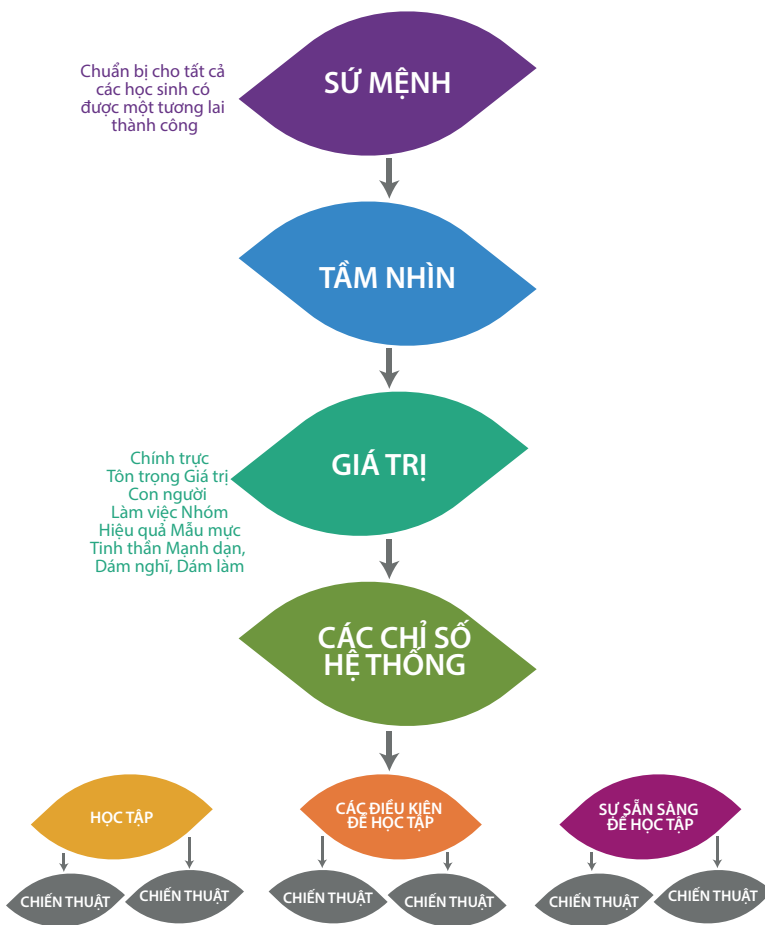 Chuẩn bị cho tất cả
các học sinh có
được một tương lai
thành công
SỨ MỆNH
TẦM NHÌN
Chính trực
Tôn trọng Giá trị
Con người
Làm việc Nhóm
Hiệu quả Mẫu mực
Tinh thần Mạnh dạn,
Dám nghĩ, Dám làm
GIÁ TRỊ
CÁC CHỈ SỐ
HỆ THỐNG
HỌC TẬP
CÁC ĐIỀU KIÊN
ĐỂ HỌC TẬP
SỰ SẴN SÀNG
ĐỂ HỌC TẬP
CHIẾN THUẬT
CHIẾN THUẬT
CHIẾN THUẬT
CHIẾN THUẬT
CHIẾN THUẬT
CHIẾN THUẬT